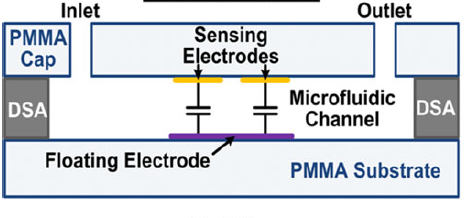 Inlet
Outlet
PMMA
Cap
Sensing
Electrodes
DSA
Microfluidic
Channel
DSA
Floating Electrode
PMMA Substrate